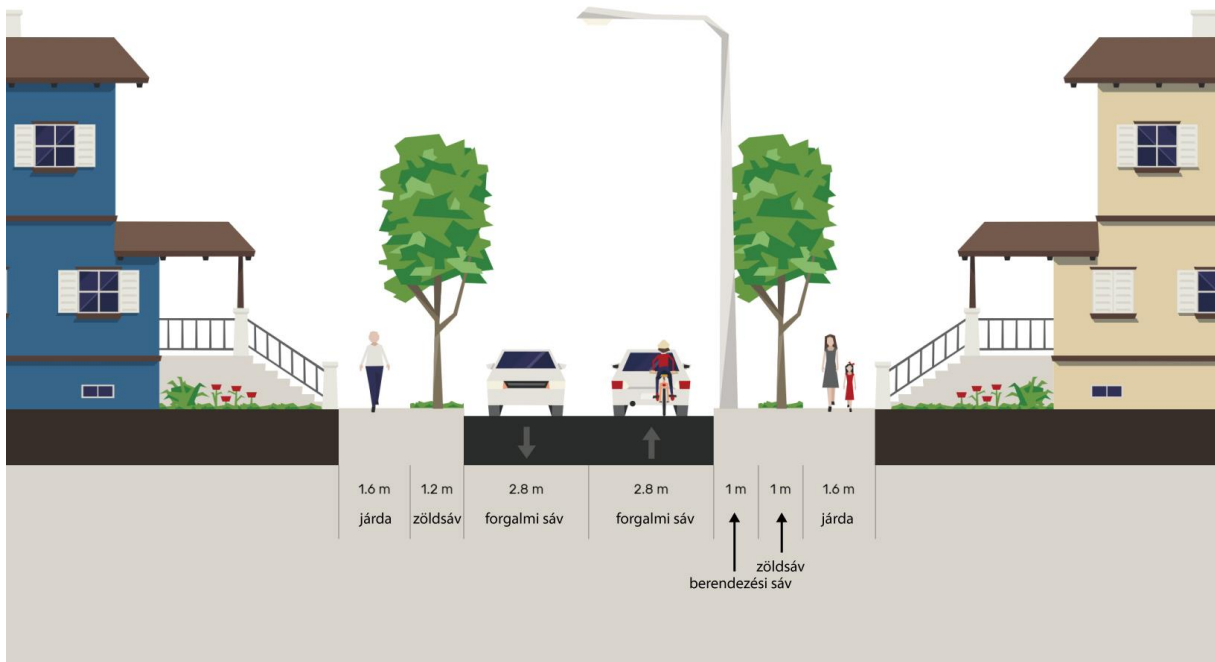 1.6 m
járda
1.2 m
zöldsáv
2.8 m
forgalmi sáv
2.8 m
forgalmi sáv
1 m
berendezési sáv
1 m
zöldsáv
1.6 m
járda